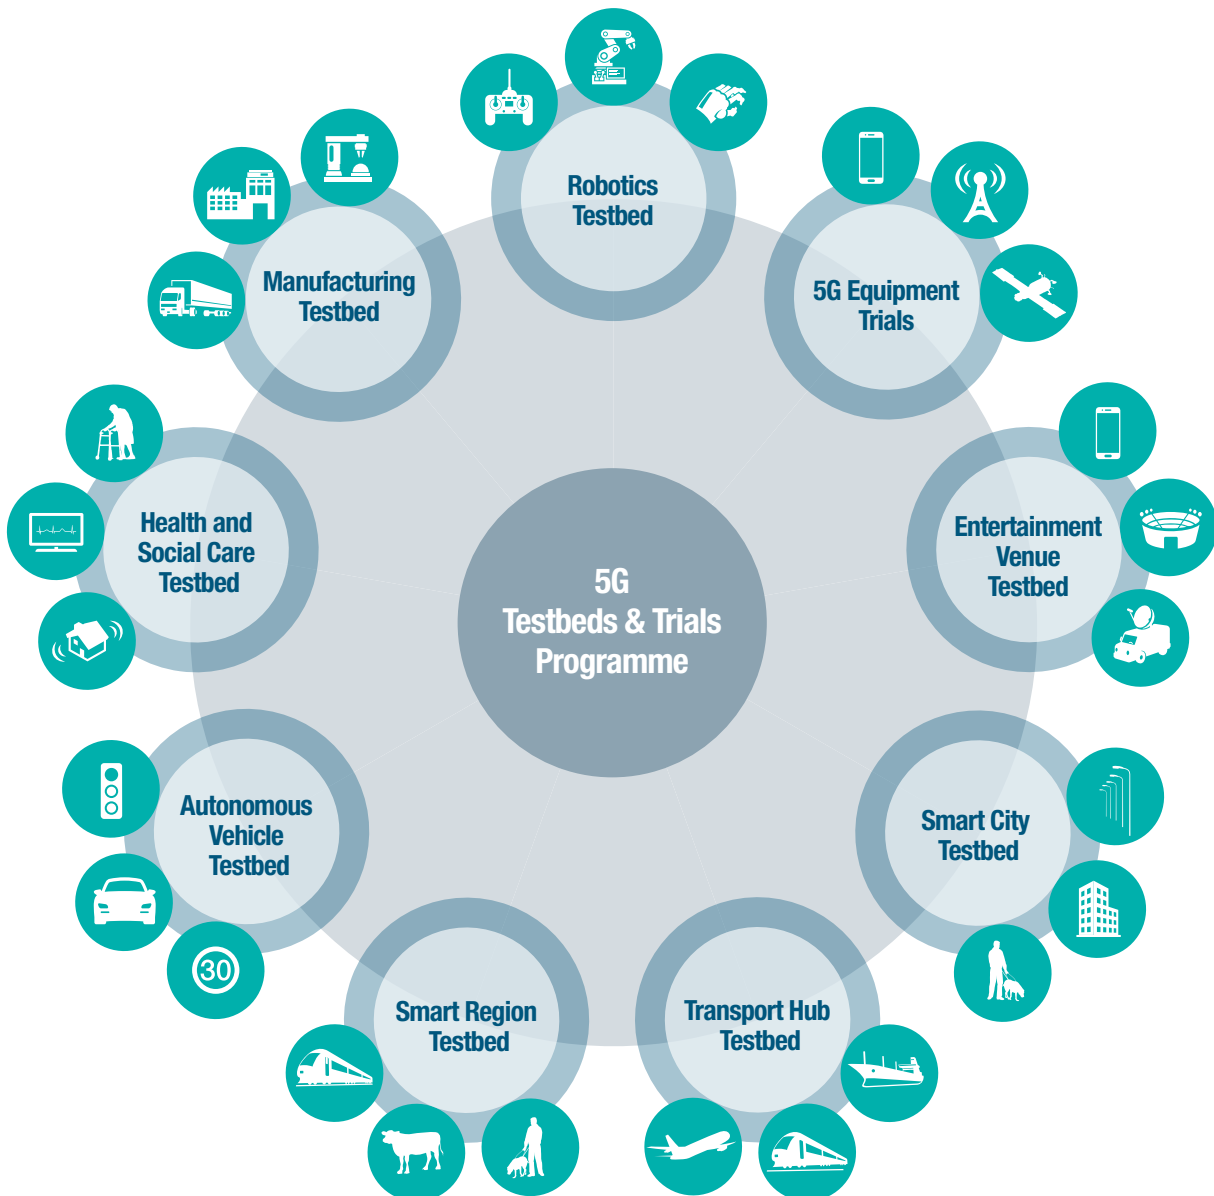 Robotics
Testbed
5G Equipment
Trials
Entertainment
Venue
Testbed
Smart City
Testbed
Transport Hub
Testbed
Smart Region
Testbed
30
Autonomous
Vehicle
Testbed
Health and
Social Care
Testbed
Manufacturing
Testbed
5G
Testbeds & Trials
Programme